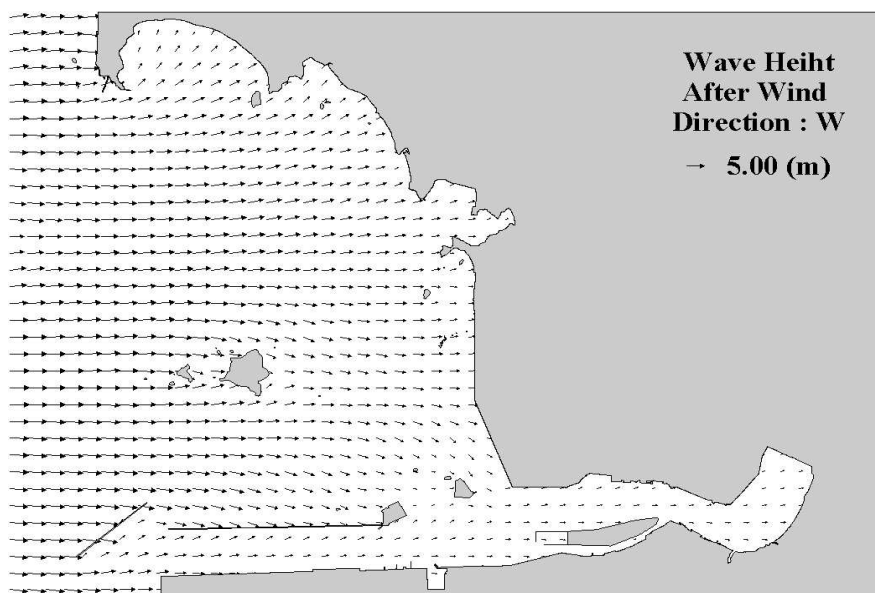 Wave Heiht
After Wind
Direction : W
→ 5.00 (m)